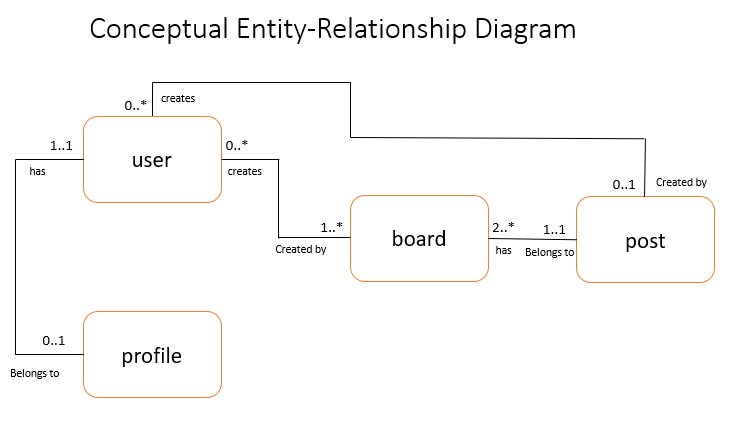 Conceptual Entity-Relationship Diagram
0..*
creates
1..1
user
0..*
has
creates
0..1
Created by
1..*
board
2..*
1..1
post
Created by
has
Belongs to
0..1
profile
Belongs to